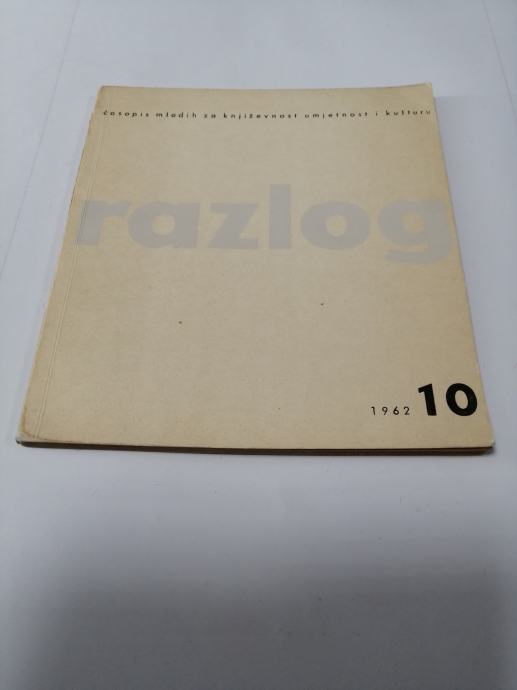 časopis mladih za književnost umjetnost i kulturu
razlog
1962 10